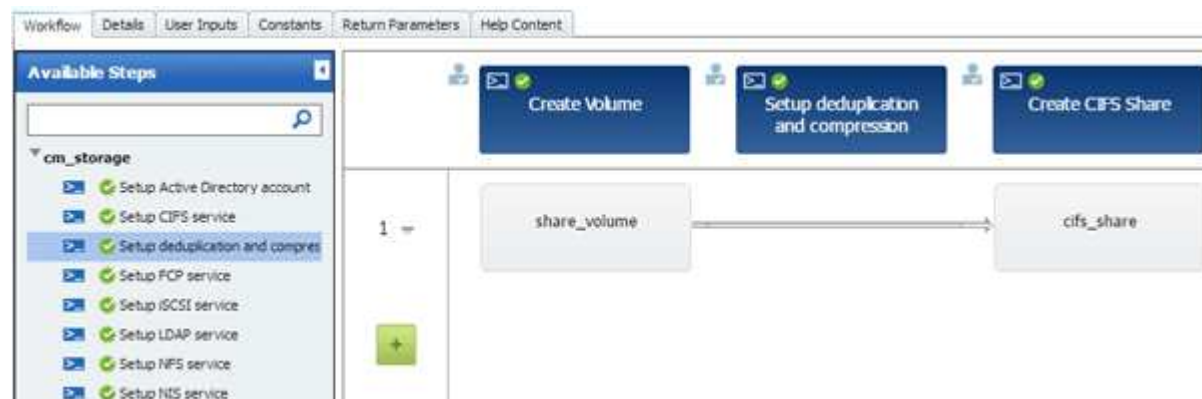 Workflow
Details
User Inputs
Constants
Return Parameters
Help Content
Available Steps
cm_storage
Setup Active Directory account
Setup CIFS service
Setup deduplication and compres
Setup FCP service
Setup iSCSI service
Setup LDAP service
Setup NFS service
Setup NIS service
Create Volume
Setup deduplication
and compression
Create CIFS Share
1
share_volume
cifs_share
+